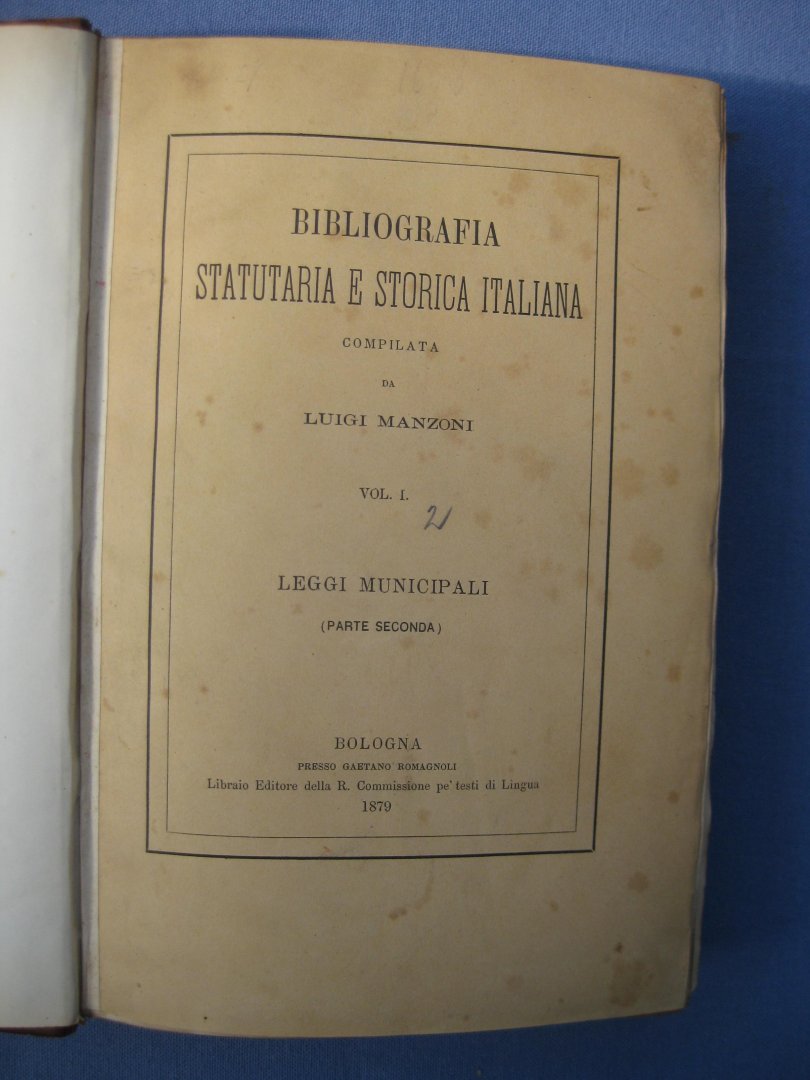 BIBLIOGRAFIA
STATUTARIA E STORICA ITALIANA
COMPILATA
DA
LUIGI MANZONI
VOL. I.
2
LEGGI MUNICIPALI
(PARTE SECONDA)
BOLOGNA
PRESSO GAETANO ROMAGNOLI
Libraio Editore della R. Commissione pe' testi di Lingua
1879